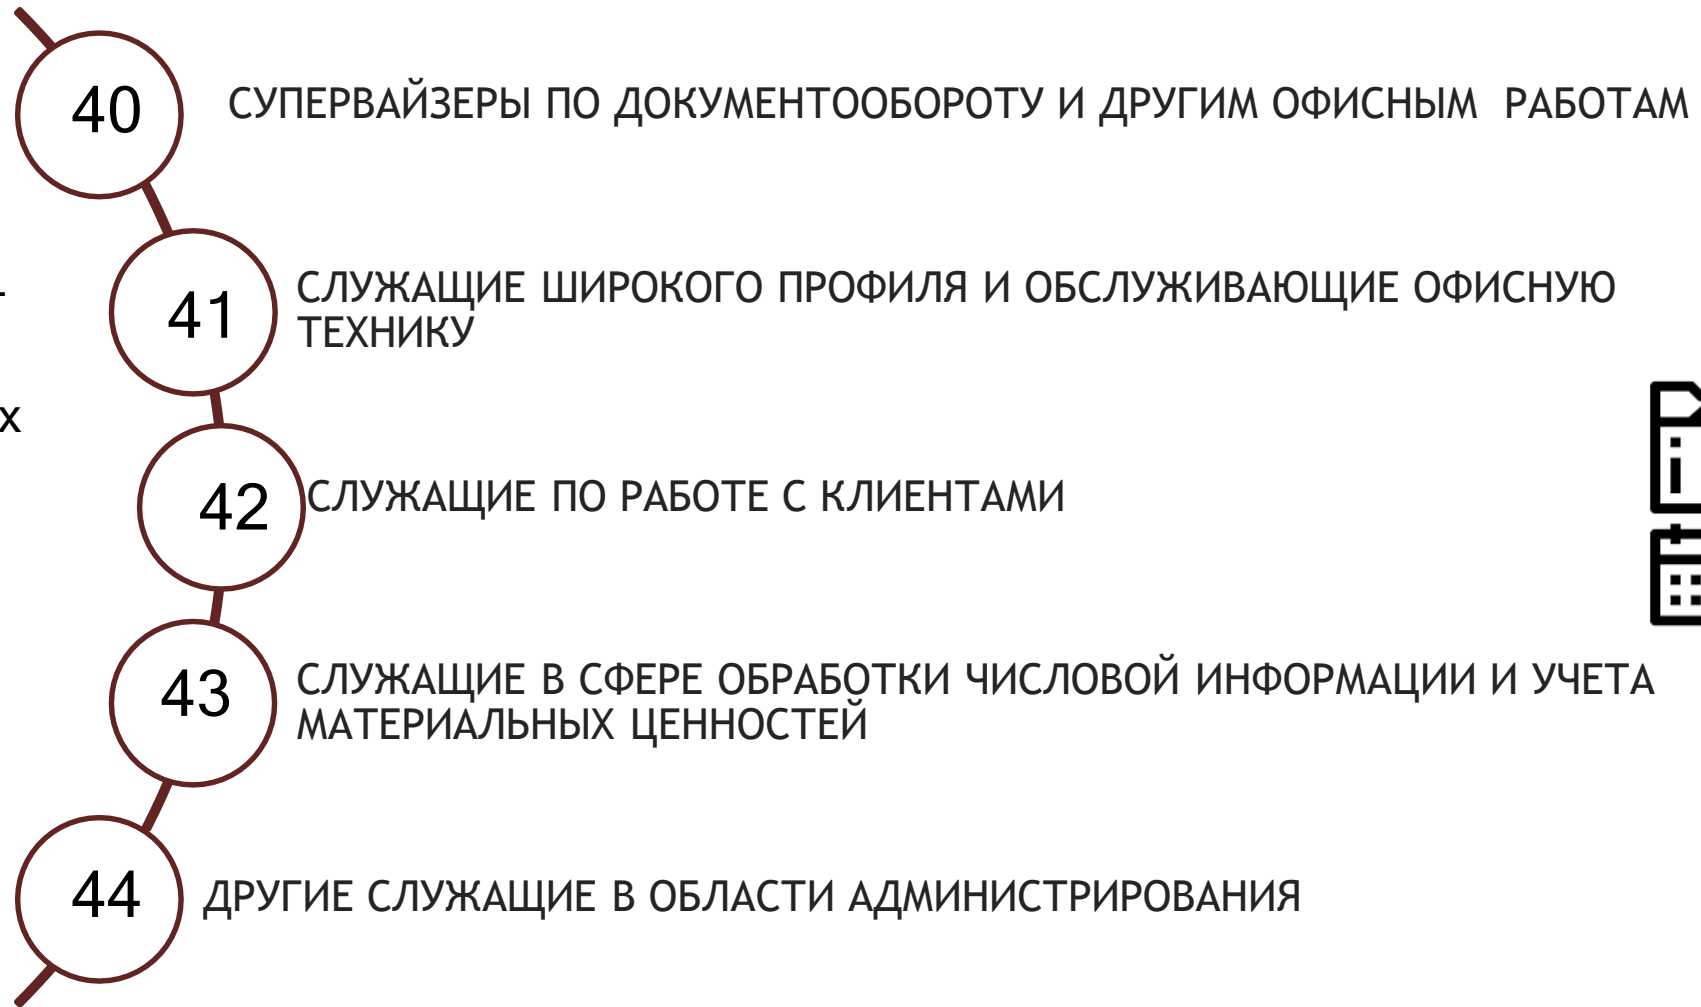 40
СУПЕРВАЙЗЕРЫ ПО ДОКУМЕНТООБОРОТУ И ДРУГИМ ОФИСНЫМ РАБОТАМ
41
СЛУЖАЩИЕ ШИРОКОГО ПРОФИЛЯ И ОБСЛУЖИВАЮЩИЕ ОФИСНУЮ
ТЕХНИКУ
х
42
СЛУЖАЩИЕ ПО РАБОТЕ С КЛИЕНТАМИ
43
СЛУЖАЩИЕ В СФЕРЕ ОБРАБОТКИ ЧИСЛОВОЙ ИНФОРМАЦИИ И УЧЕТА
МАТЕРИАЛЬНЫХ ЦЕННОСТЕЙ
44
ДРУГИЕ СЛУЖАЩИЕ В ОБЛАСТИ АДМИНИСТРИРОВАНИЯ